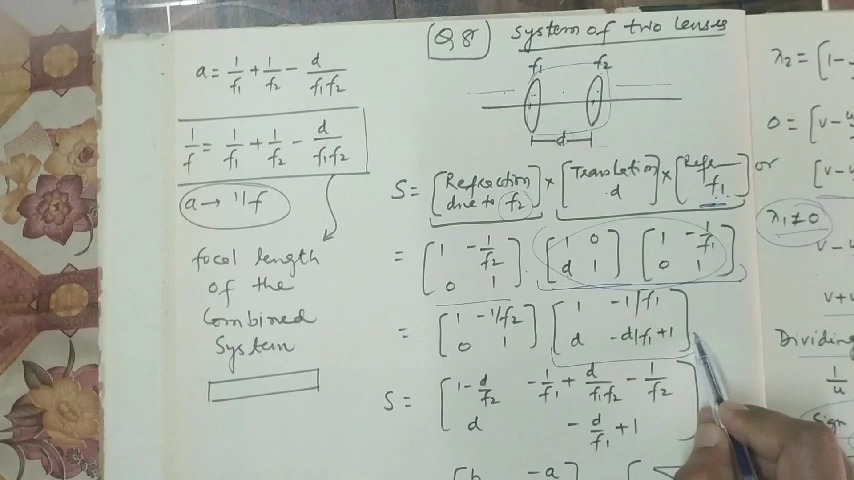 Q 8 System of two lenses
a = 1/f1 + 1/f2 - d/f1f2
1/f = 1/f1 + 1/f2 - d/f1f2
a → 1/f
focal length
of the
Combined
System
f1 f2
d
S = [Refraction due to f2] × [Translation d] × [Refr f1]
= [1 -1/f2; 0 1] [1 0; d 1] [1 -1/f1; 0 1]
= [1 -1/f2; 0 1] [1 -1/f1; d -d/f1+1]
S = [1-d/f2 -1/f1 + d/f1f2 - 1/f2; d -d/f1 + 1]
[b -a] [
λ2 = [1-
0 = [v-
or [v-
λ1 ≠ 0
v-
v+
Dividing
1/u
Sign